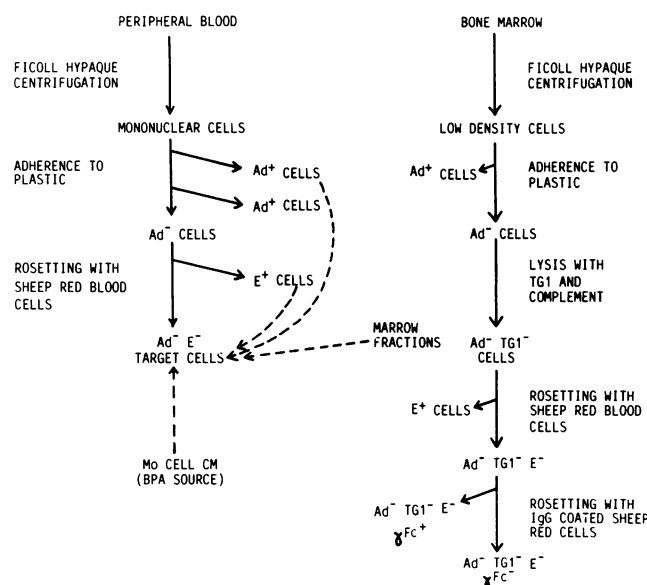 PERIPHERAL BLOOD
FICOLL HYPAQUE
CENTRIFUGATION
MONONUCLEAR CELLS
ADHERENCE TO
PLASTIC
Ad⁺ CELLS
Ad⁺ CELLS
Ad⁻ CELLS
ROSETTING WITH
SHEEP RED BLOOD
CELLS
E⁺ CELLS
Ad⁻ E⁻
TARGET CELLS
MARROW
FRACTIONS
Mo CELL CM
(BPA SOURCE)
BONE MARROW
FICOLL HYPAQUE
CENTRIFUGATION
LOW DENSITY CELLS
Ad⁺ CELLS
ADHERENCE TO
PLASTIC
Ad⁻ CELLS
LYSIS WITH
TG1 AND
COMPLEMENT
Ad⁻ TG1⁻
CELLS
E⁺ CELLS
ROSETTING WITH
SHEEP RED BLOOD
CELLS
Ad⁻ TG1⁻ E⁻
Ad⁻ TG1⁻ E⁻
γFc⁺
ROSETTING WITH
IgG COATED SHEEP
RED CELLS
Ad⁻ TG1⁻ E⁻
γFc⁻